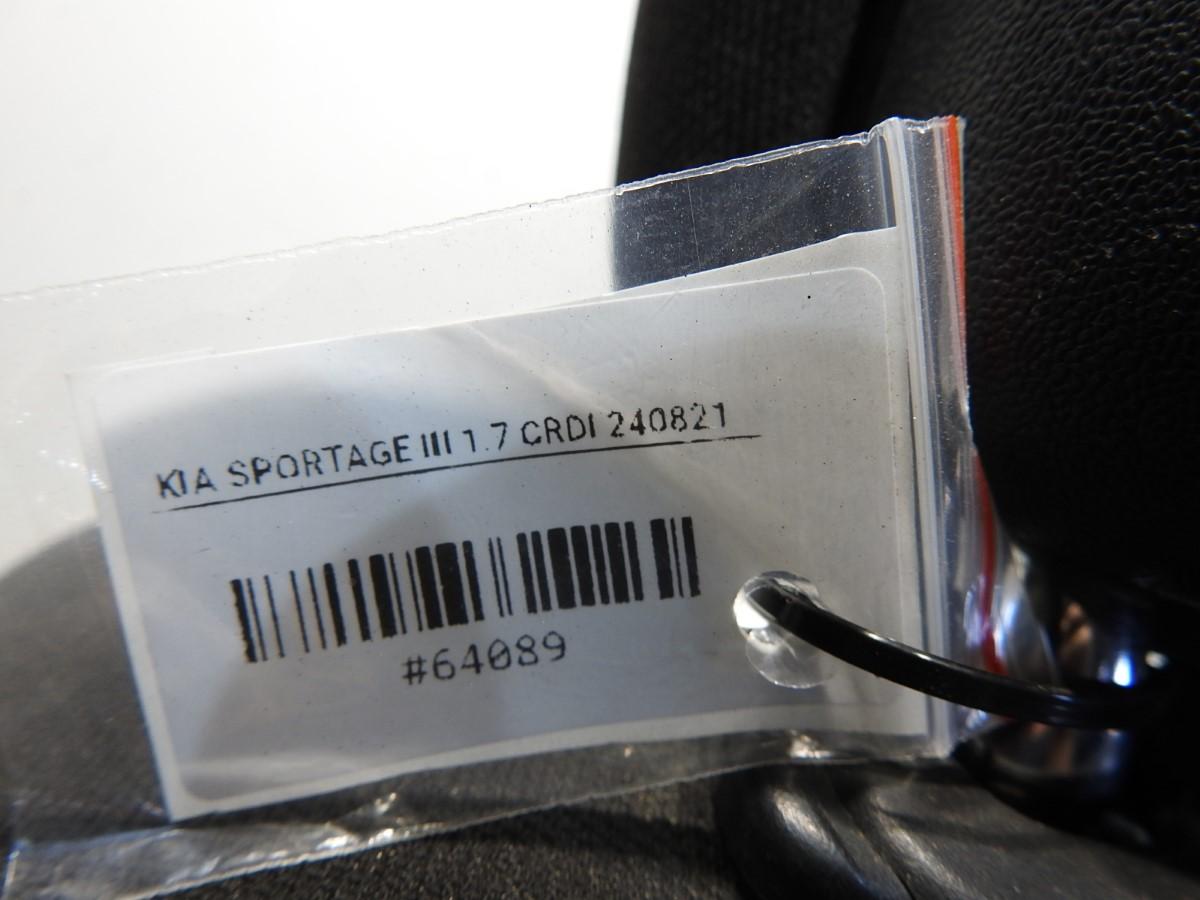 KIA SPORTAGE III 1.7 CRDI 240821
#64089